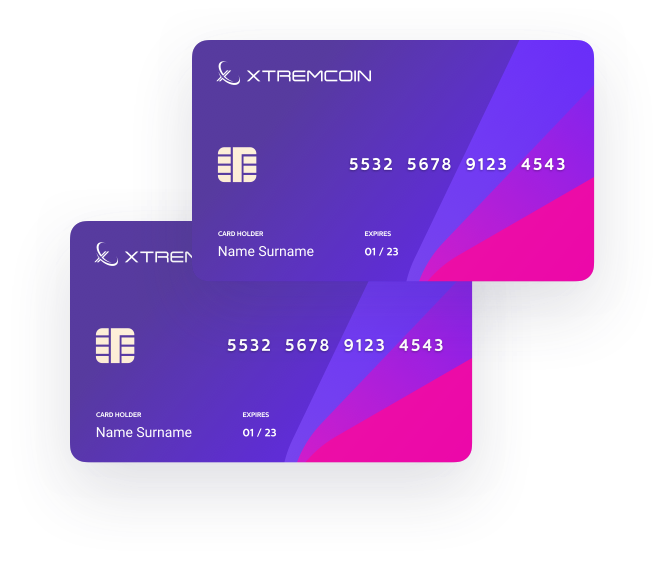 XTREMCOIN
5532 5678 9123 4543
CARD HOLDER EXPIRES
Name Surname 01 / 23
XTREM
5532 5678 9123 4543
CARD HOLDER EXPIRES
Name Surname 01 / 23